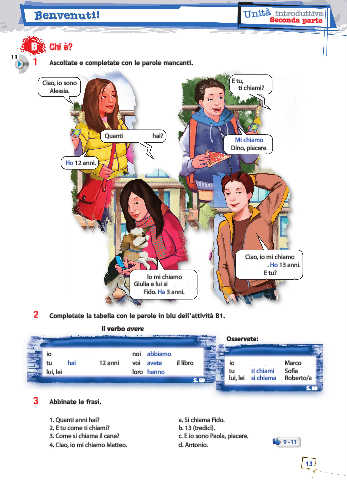 Benvenuti!
Unità introduttiva
Seconda parte
B Chi è?
11
1 Ascoltate e completate con le parole mancanti.
Ciao, io sono
Alessia.
E tu,
ti chiami?
Quanti hai?
Mi chiamo
Dino, piacere.
Ho 12 anni.
Ciao, io mi chiamo
. Ho 13 anni.
E tu?
Io mi chiamo
Giulia e lui si
Fido. Ha 3 anni.
2 Completate la tabella con le parole in blu dell'attività B1.
Il verbo avere
Osservate:
io noi abbiamo
tu hai 12 anni voi avete il libro
lui, lei loro hanno
io Marco
tu ti chiami Sofia
lui, lei si chiama Roberto/a
3 Abbinate le frasi.
1. Quanti anni hai?
2. E tu come ti chiami?
3. Come si chiama il cane?
4. Ciao, io mi chiamo Matteo.
a. Si chiama Fido.
b. 13 (tredici).
c. E io sono Paola, piacere.
d. Antonio.
9 - 11
13